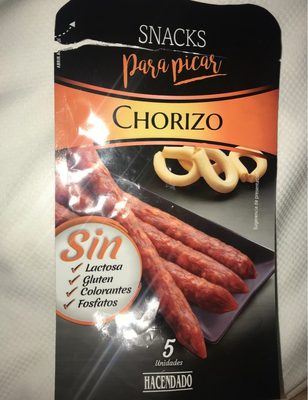 SNACKS
Para picar
CHORIZO
Sin
Lactosa
Gluten
Colorantes
Fosfatos
5
Unidades
HACENDADO